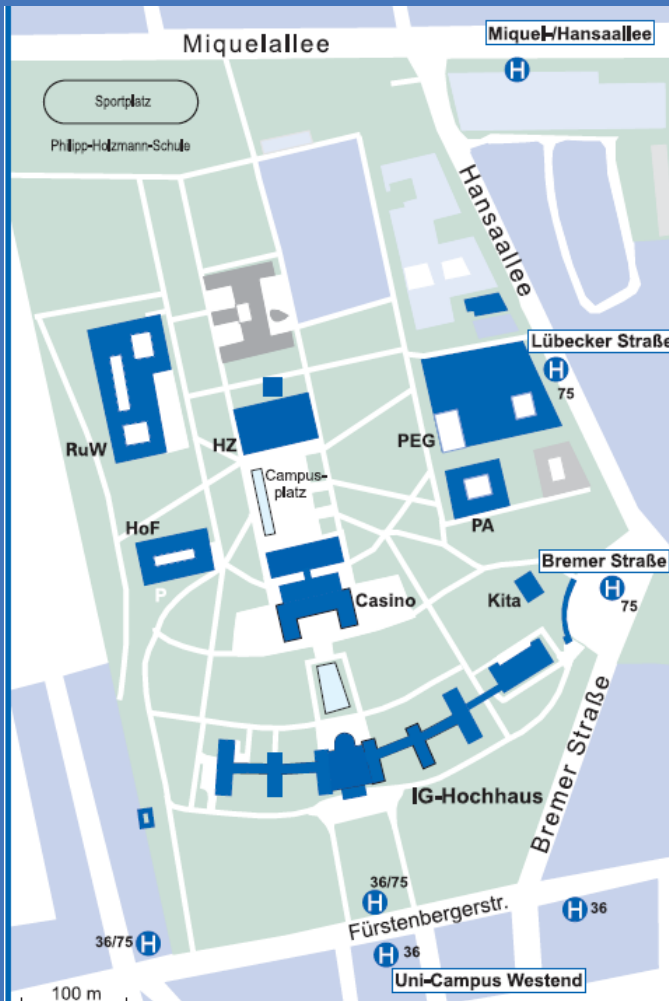 Miquelallee
Miquel-/Hansaallee
H
Sportplatz
Philipp-Holzmann-Schule
Hansaallee
Lübecker Straße
H
75
RuW
HZ
PEG
Campus-
platz
HoF
PA
P
Bremer Straße
H
75
Casino
Kita
Bremer Straße
IG-Hochhaus
36/75
H
Fürstenbergerstr.
H 36
36/75 H
H 36
Uni-Campus Westend
100 m